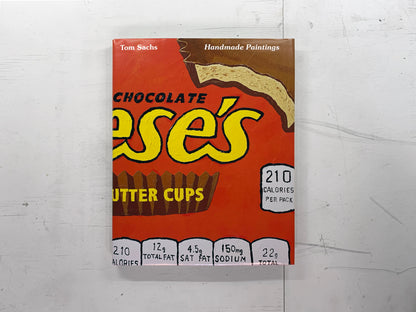 Tom Sachs Handmade Paintings
CHOCOLATE
ese's
UTTER CUPS
210
CALORIES
PER PACK
210 12g 4.5g 150mg 22g
ALORIES TOTAL FAT SAT FAT SODIUM TOTAL